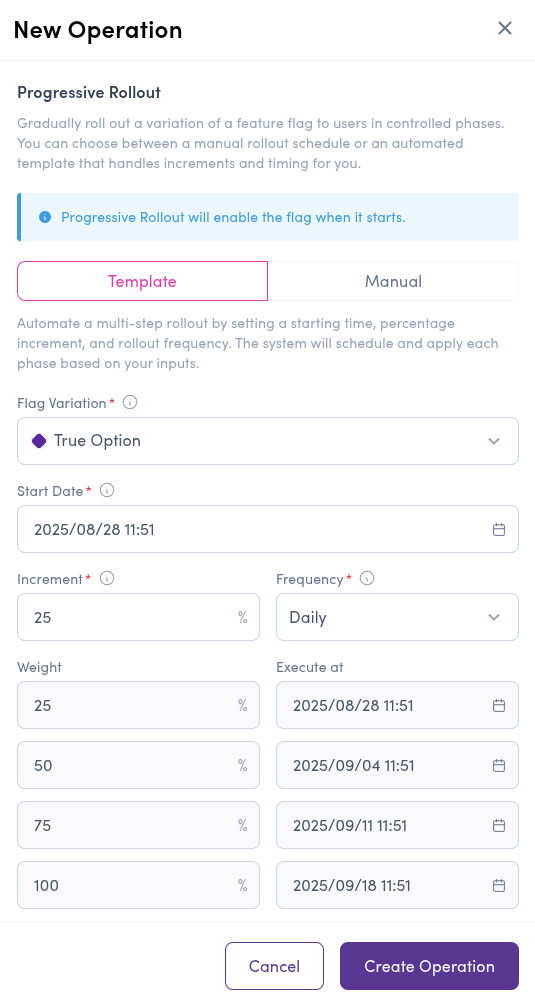 New Operation
Progressive Rollout
Gradually roll out a variation of a feature flag to users in controlled phases.
You can choose between a manual rollout schedule or an automated
template that handles increments and timing for you.
Progressive Rollout will enable the flag when it starts.
Template
Manual
Automate a multi-step rollout by setting a starting time, percentage
increment, and rollout frequency. The system will schedule and apply each
phase based on your inputs.
Flag Variation *
True Option
Start Date *
2025/08/28 11:51
Increment * Frequency *
25 % Daily
Weight Execute at
25 % 2025/08/28 11:51
50 % 2025/09/04 11:51
75 % 2025/09/11 11:51
100 % 2025/09/18 11:51
Cancel Create Operation